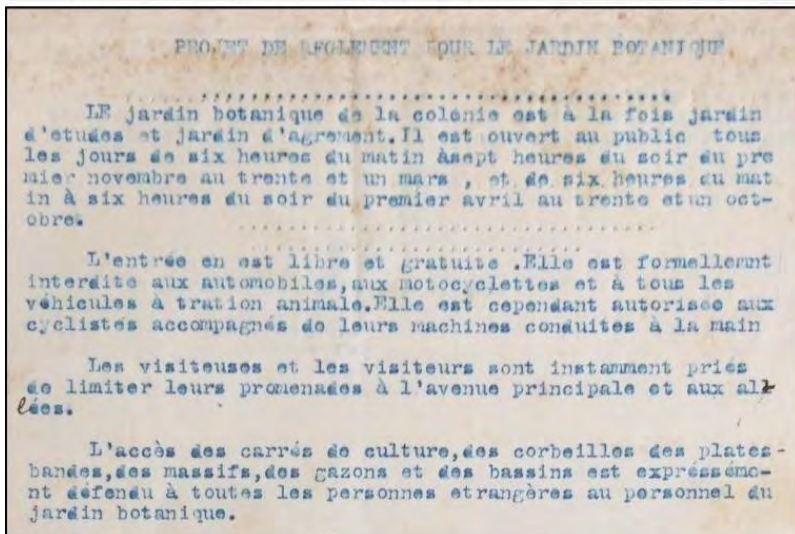 PROJET DE REGLEMENT POUR LE JARDIN BOTANIQUE
LE jardin botanique de la colonie est à la fois jardin
d'etudes et jardin d'agrement.Il est ouvert au public tous
les jours de six heures du matin àsept heures du soir du pre
mier novembre au trente et un mars , et de six heures du mat
in à six heures du soir du premier avril au trente etun oct-
obre.
L'entrée en est libre et gratuite .Elle est formellemnt
interdite aux automobiles,aux motocyclettes et à tous les
véhicules à tration animale.Elle est cependant autorisee aux
cyclistes accompagnés de leurs machines conduites à la main
Les visiteuses et les visiteurs sont instamment priés
de limiter leurs promenades à l'avenue principale et aux all
lées.
L'accès des carrés de culture,des corbeilles des plates-
bandes,des massifs,des gazons et des bassins est expréssémé-
nt défendu à toutes les personnes etrangères au personnel du
jardin botanique.